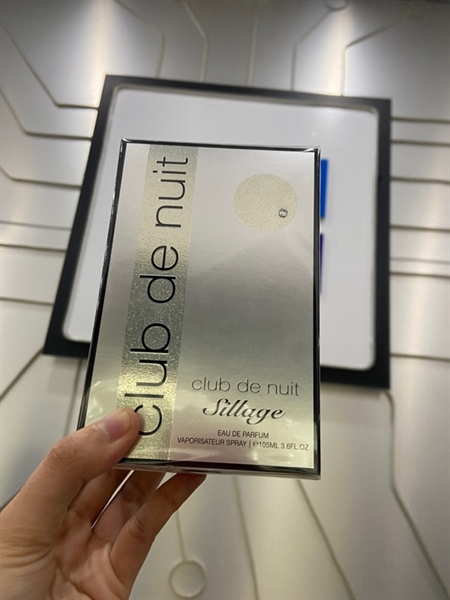 club de nuit
club de nuit
Sillage
EAU DE PARFUM
VAPORISATEUR SPRAY | ℮105ML 3.6FL.OZ